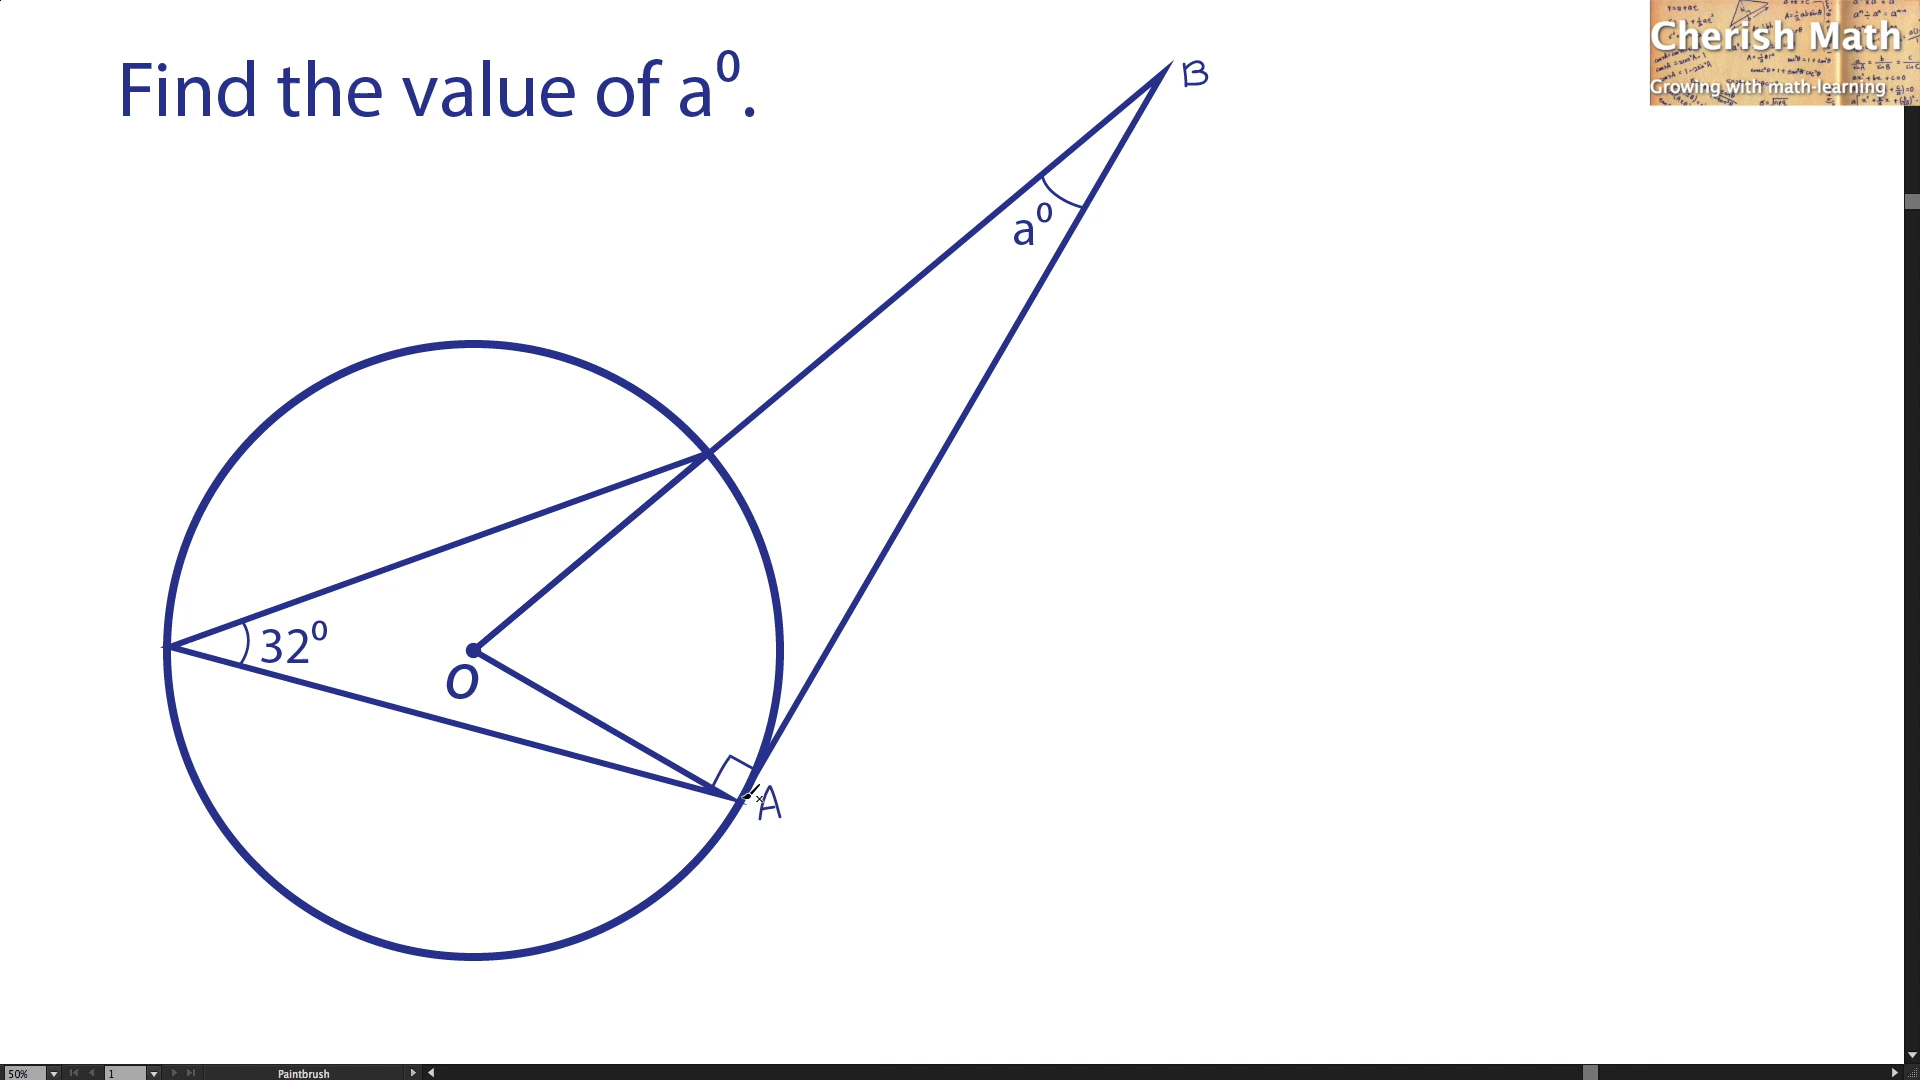 Find the value of a⁰.
Cherish Math
Growing with math-learning
B
a⁰
32⁰
O
A
50%
1
Paintbrush